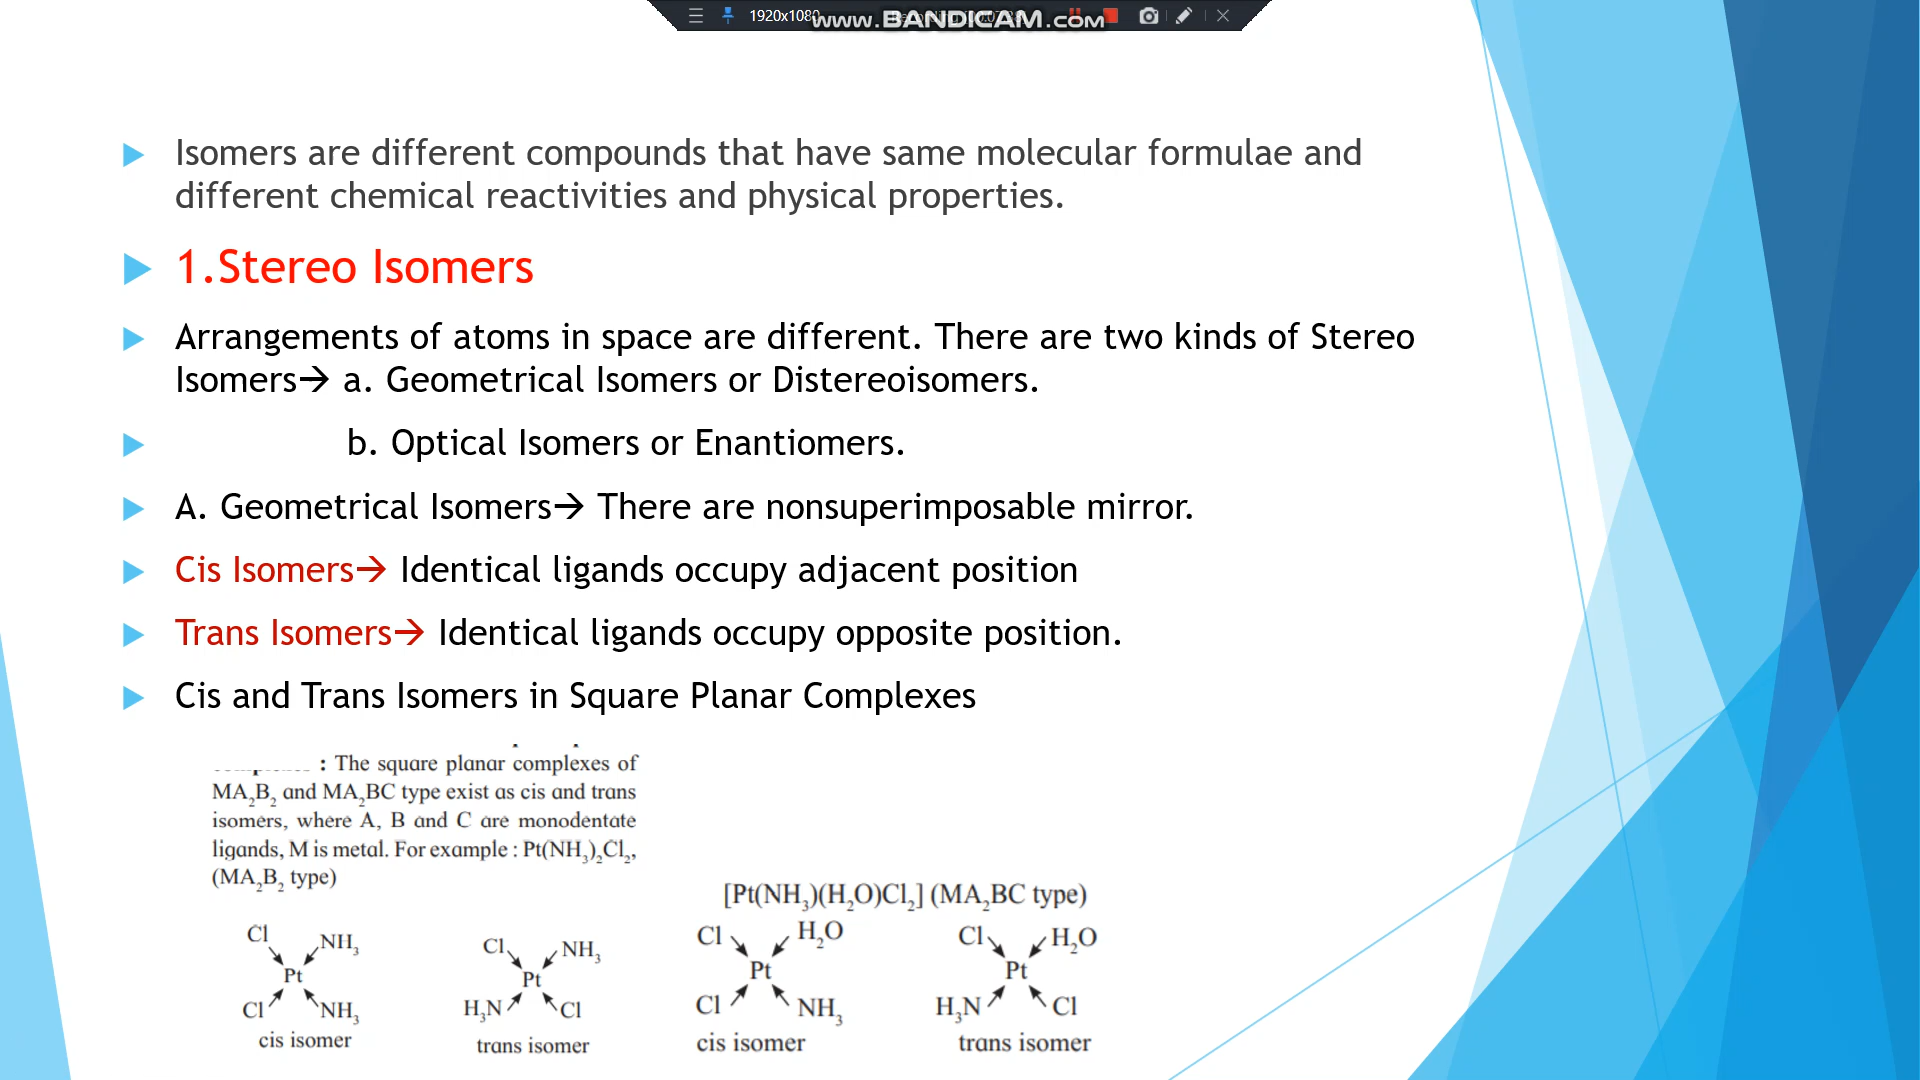 1920x1080
www.BANDICAM.com
Isomers are different compounds that have same molecular formulae and
different chemical reactivities and physical properties.
1.Stereo Isomers
Arrangements of atoms in space are different. There are two kinds of Stereo
Isomers→ a. Geometrical Isomers or Distereoisomers.
b. Optical Isomers or Enantiomers.
A. Geometrical Isomers→ There are nonsuperimposable mirror.
Cis Isomers→ Identical ligands occupy adjacent position
Trans Isomers→ Identical ligands occupy opposite position.
Cis and Trans Isomers in Square Planar Complexes
: The square planar complexes of
MA₂B₂ and MA₂BC type exist as cis and trans
isomers, where A, B and C are monodentate
ligands, M is metal. For example : Pt(NH₃)₂Cl₂,
(MA₂B₂ type)
Cl NH₃
Pt
Cl NH₃
cis isomer
Cl NH₃
Pt
H₃N Cl
trans isomer
[Pt(NH₃)(H₂O)Cl₂] (MA₂BC type)
Cl H₂O
Pt
Cl NH₃
cis isomer
Cl H₂O
Pt
H₃N Cl
trans isomer